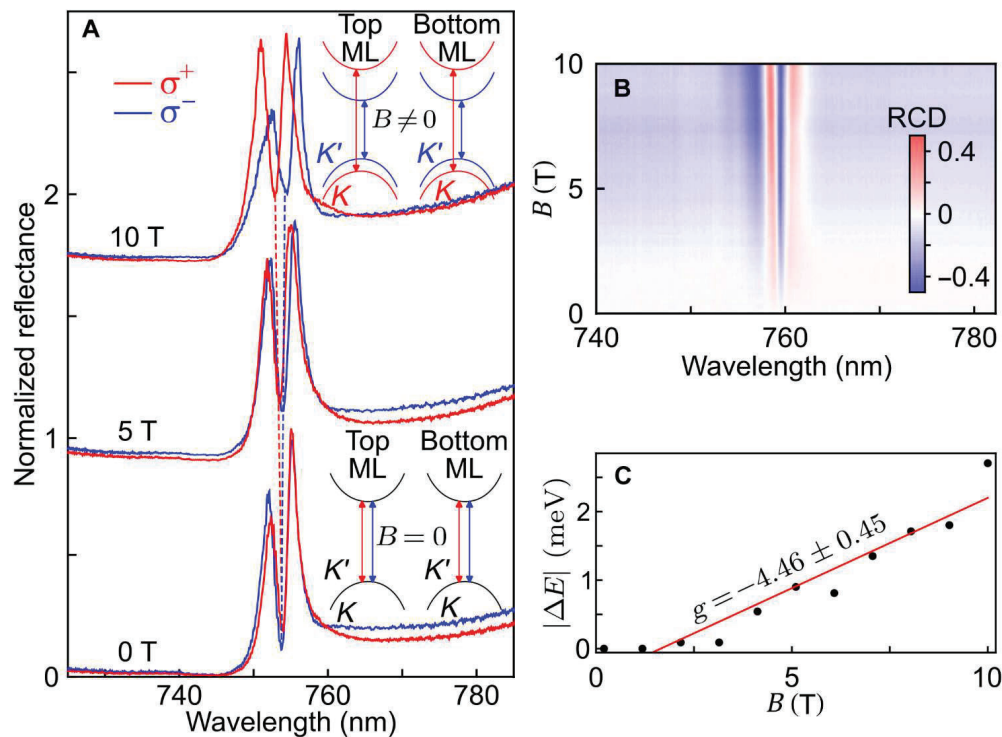 A
σ+
σ−
Top
ML
Bottom
ML
B≠0
K'
K
K'
K
10 T
5 T
Top
ML
Bottom
ML
B=0
K'
K
K'
K
0 T
Normalized reflectance
2
1
0
740
760
780
Wavelength (nm)
B
RCD
0.4
0
−0.4
B (T)
10
5
0
740
760
780
Wavelength (nm)
C
g=−4.46 ± 0.45
|ΔE| (meV)
2
1
0
0
5
10
B (T)